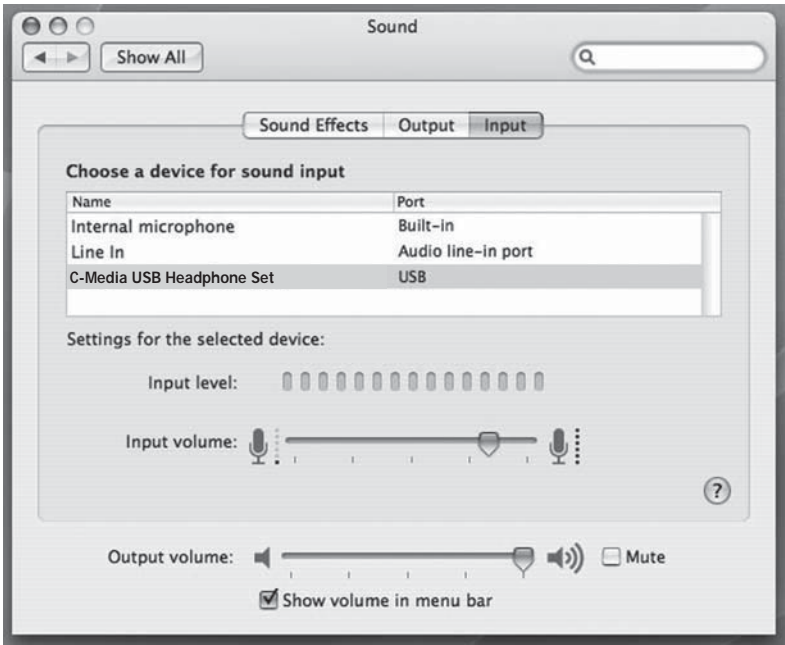 Sound
Show All
Sound Effects Output Input
Choose a device for sound input
Name Port
Internal microphone Built-in
Line In Audio line-in port
C-Media USB Headphone Set USB
Settings for the selected device:
Input level:
Input volume:
?
Output volume: Mute
Show volume in menu bar